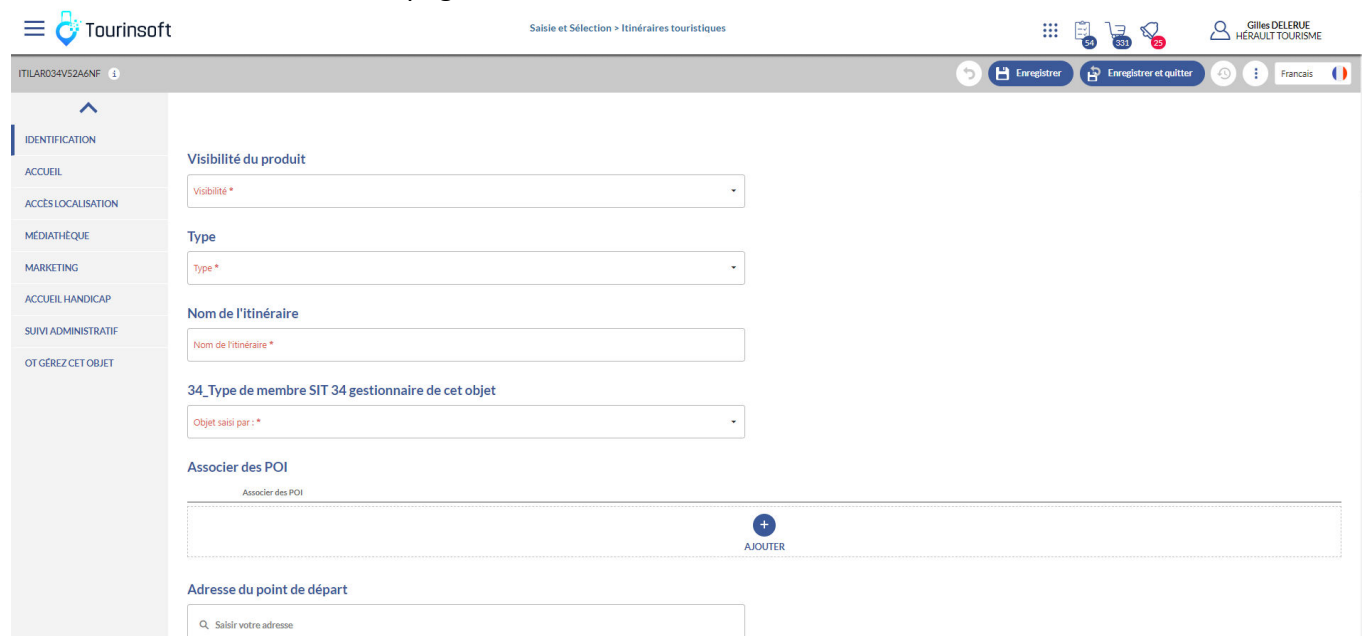 Tourinsoft
Saisie et Sélection > Itinéraires touristiques
54
331
25
Gilles DELERUE
HÉRAULT TOURISME
ITILAR034V52A6NF i
Enregistrer
Enregistrer et quitter
Francais
IDENTIFICATION
ACCUEIL
ACCÈS LOCALISATION
MÉDIATHÈQUE
MARKETING
ACCUEIL HANDICAP
SUIVI ADMINISTRATIF
OT GÉREZ CET OBJET
Visibilité du produit
Visibilité *
Type
Type *
Nom de l'itinéraire
Nom de l'itinéraire *
34_Type de membre SIT 34 gestionnaire de cet objet
Objet saisi par : *
Associer des POI
Associer des POI
+
AJOUTER
Adresse du point de départ
Saisir votre adresse